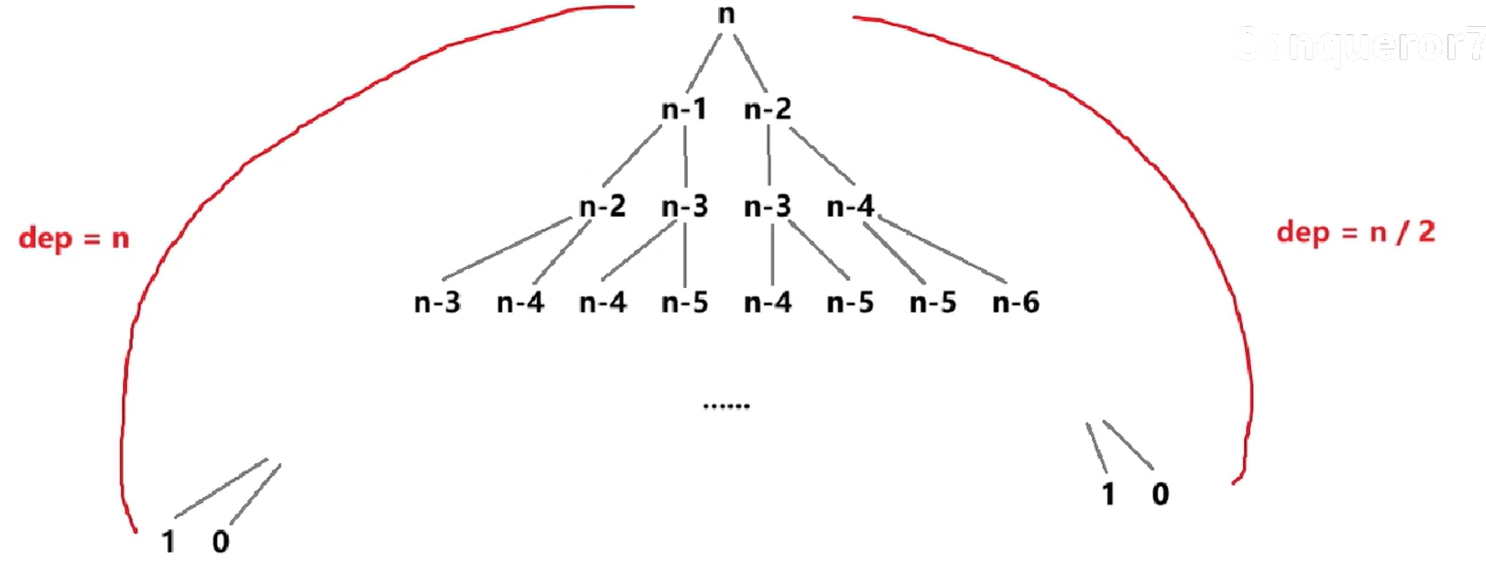 n
Conqueror7
n-1 n-2
n-2 n-3 n-3 n-4
dep = n
dep = n / 2
n-3 n-4 n-4 n-5 n-4 n-5 n-5 n-6
......
1 0
1 0